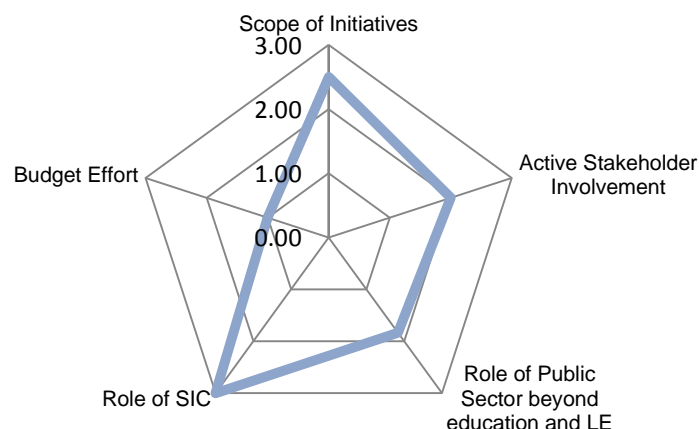 Scope of Initiatives
3.00
2.00
1.00
0.00
Budget Effort
Active Stakeholder
Involvement
Role of SIC
Role of Public
Sector beyond
education and LE